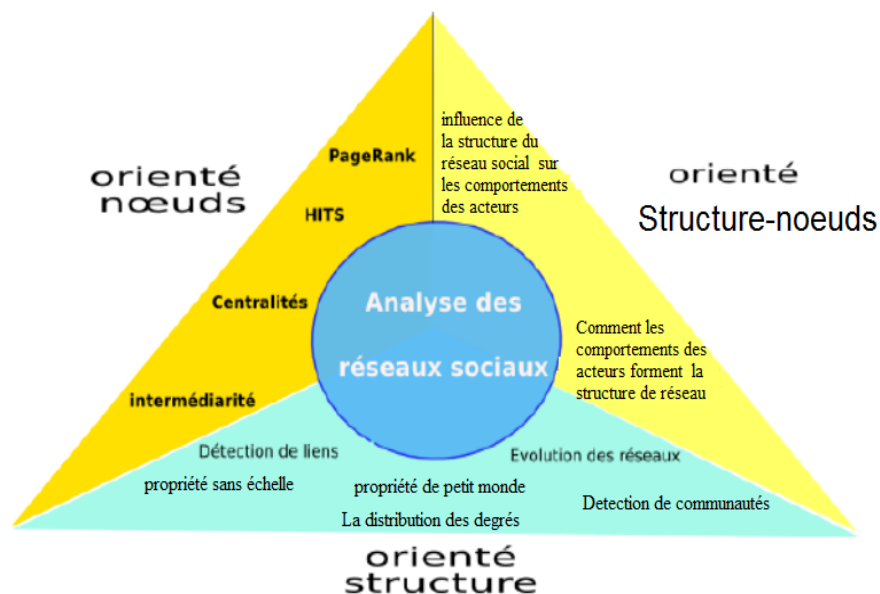 orienté
nœuds
PageRank
HITS
Centralités
intermédiarité
influence de
la structure du
réseau social sur
les comportements
des acteurs
orienté
Structure-noeuds
Analyse des
réseaux sociaux
Comment les
comportements des
acteurs forment la
structure de réseau
Détection de liens
Evolution des réseaux
propriété sans échelle
propriété de petit monde
Detection de communautés
La distribution des degrés
orienté
structure